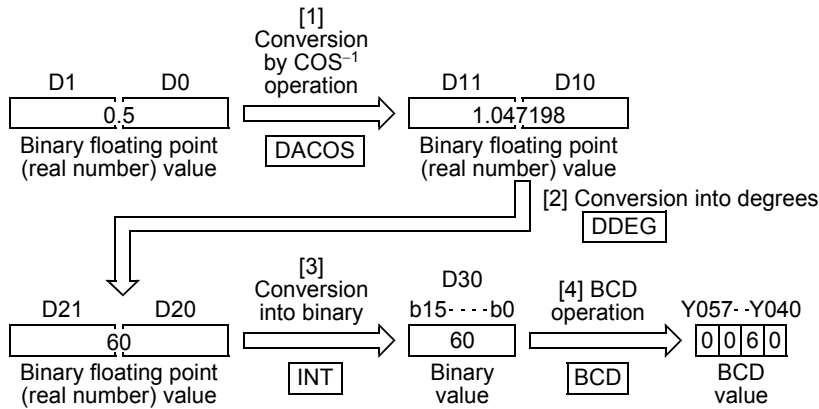 [1]
Conversion
by COS⁻¹
operation
D1 D0
0.5
Binary floating point
(real number) value
DACOS
D11 D10
1.047198
Binary floating point
(real number) value
[2] Conversion into degrees
DDEG
D21 D20
60
Binary floating point
(real number) value
[3]
Conversion
into binary
INT
D30
b15----b0
60
Binary
value
[4] BCD
operation
BCD
Y057--Y040
0 0 6 0
BCD
value